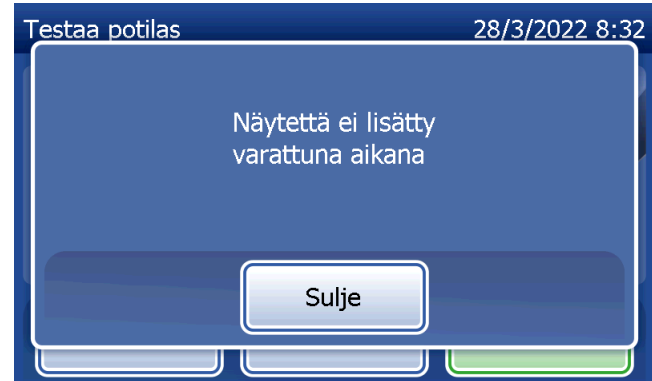 Testaa potilas 28/3/2022 8:32
Näytettä ei lisätty
varattuna aikana
Sulje